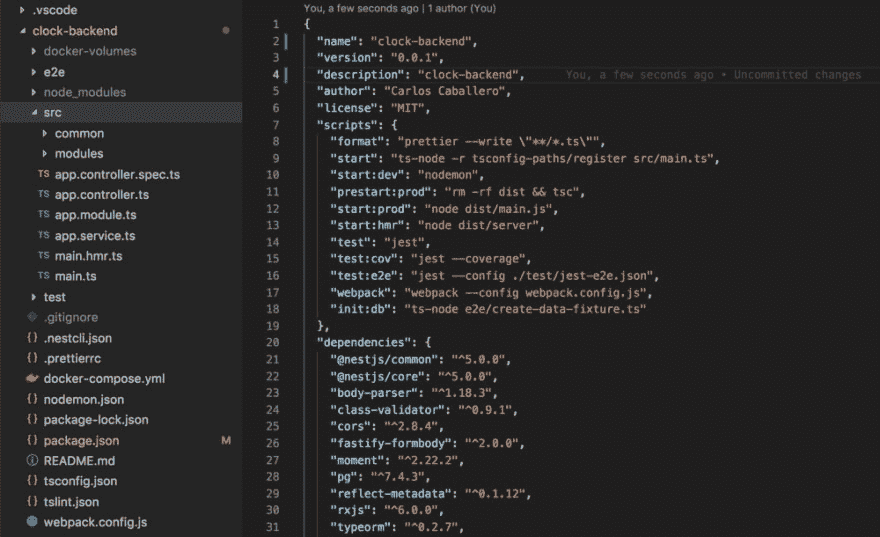 .vscode
clock-backend
docker-volumes
e2e
node_modules
src
common
modules
TS app.controller.spec.ts
TS app.controller.ts
TS app.module.ts
TS app.service.ts
TS main.hmr.ts
TS main.ts
test
.gitignore
{} .nestcli.json
{} .prettierrc
docker-compose.yml
{} nodemon.json
{} package-lock.json
{} package.json M
README.md
{} tsconfig.json
{} tslint.json
webpack.config.js
You, a few seconds ago | 1 author (You)
1 {
2 "name": "clock-backend",
3 "version": "0.0.1",
4 "description": "clock-backend", You, a few seconds ago • Uncommitted changes
5 "author": "Carlos Caballero",
6 "license": "MIT",
7 "scripts": {
8 "format": "prettier --write \"**/*.ts\"",
9 "start": "ts-node -r tsconfig-paths/register src/main.ts",
10 "start:dev": "nodemon",
11 "prestart:prod": "rm -rf dist && tsc",
12 "start:prod": "node dist/main.js",
13 "start:hmr": "node dist/server",
14 "test": "jest",
15 "test:cov": "jest --coverage",
16 "test:e2e": "jest --config ./test/jest-e2e.json",
17 "webpack": "webpack --config webpack.config.js",
18 "init:db": "ts-node e2e/create-data-fixture.ts"
19 },
20 "dependencies": {
21 "@nestjs/common": "^5.0.0",
22 "@nestjs/core": "^5.0.0",
23 "body-parser": "^1.18.3",
24 "class-validator": "^0.9.1",
25 "cors": "^2.8.4",
26 "fastify-formbody": "^2.0.0",
27 "moment": "^2.22.2",
28 "pg": "^7.4.3",
29 "reflect-metadata": "^0.1.12",
30 "rxjs": "^6.0.0",
31 "typeorm": "^0.2.7",